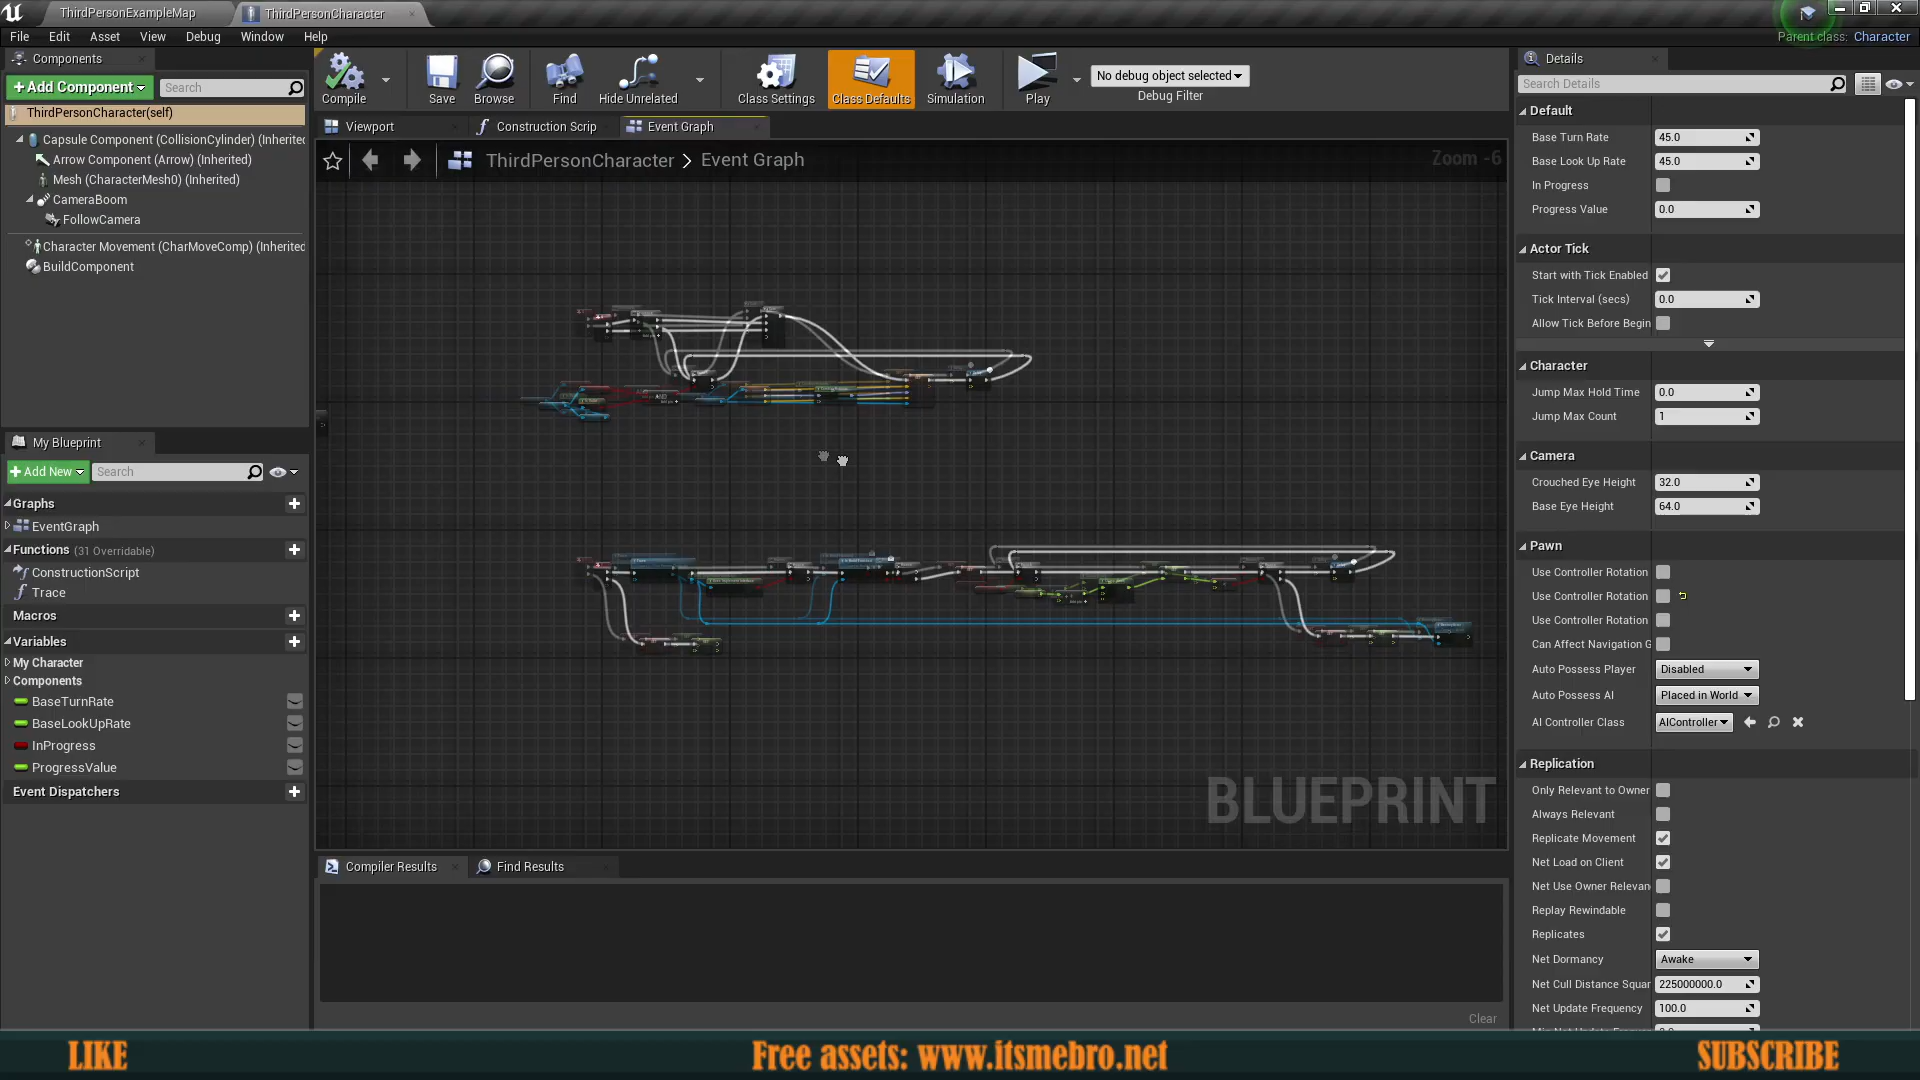 ThirdPersonExampleMap
ThirdPersonCharacter
File Edit Asset View Debug Window Help
Parent class: Character
Components
+ Add Component
Search
ThirdPersonCharacter(self)
Capsule Component (CollisionCylinder) (Inherited
Arrow Component (Arrow) (Inherited)
Mesh (CharacterMesh0) (Inherited)
CameraBoom
FollowCamera
Character Movement (CharMoveComp) (Inherited
BuildComponent
My Blueprint
+ Add New
Search
Graphs
EventGraph
Functions (31 Overridable)
ConstructionScript
Trace
Macros
Variables
My Character
Components
BaseTurnRate
BaseLookUpRate
InProgress
ProgressValue
Event Dispatchers
Compile
Save
Browse
Find
Hide Unrelated
Class Settings
Class Defaults
Simulation
Play
No debug object selected
Debug Filter
Viewport
Construction Scrip
Event Graph
ThirdPersonCharacter > Event Graph
Zoom -6
BLUEPRINT
Compiler Results
Find Results
Clear
Details
Search Details
Default
Base Turn Rate 45.0
Base Look Up Rate 45.0
In Progress
Progress Value 0.0
Actor Tick
Start with Tick Enabled
Tick Interval (secs) 0.0
Allow Tick Before Begin
Character
Jump Max Hold Time 0.0
Jump Max Count 1
Camera
Crouched Eye Height 32.0
Base Eye Height 64.0
Pawn
Use Controller Rotation
Use Controller Rotation
Use Controller Rotation
Can Affect Navigation G
Auto Possess Player Disabled
Auto Possess AI Placed in World
AI Controller Class AIController
Replication
Only Relevant to Owner
Always Relevant
Replicate Movement
Net Load on Client
Net Use Owner Relevan
Replay Rewindable
Replicates
Net Dormancy Awake
Net Cull Distance Squar 225000000.0
Net Update Frequency 100.0
LIKE
Free assets: www.itsmebro.net
SUBSCRIBE